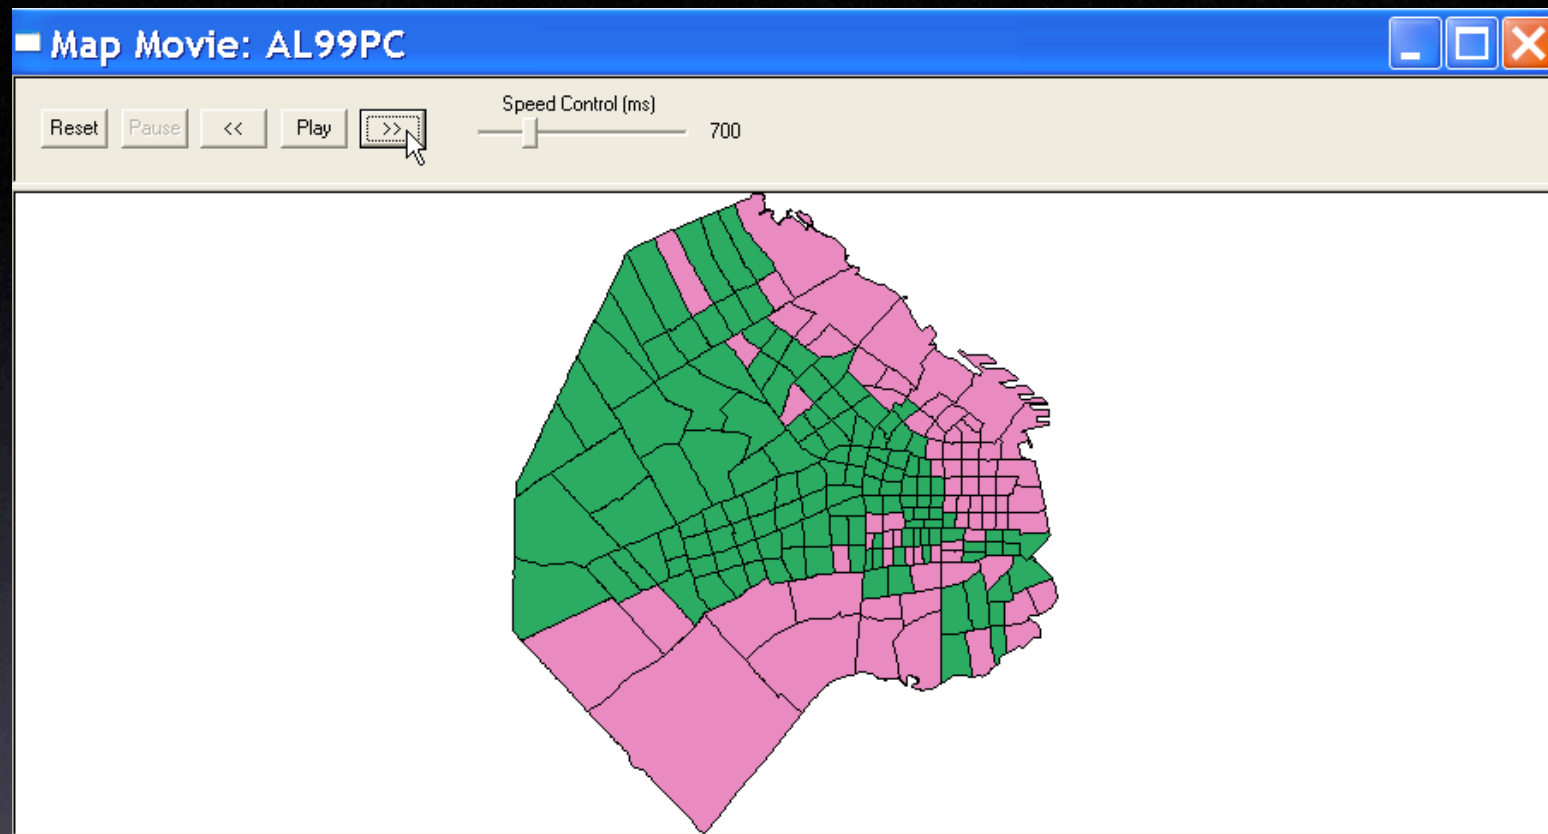 Map Movie: AL99PC
Speed Control (ms)
Reset Pause << Play >> 700